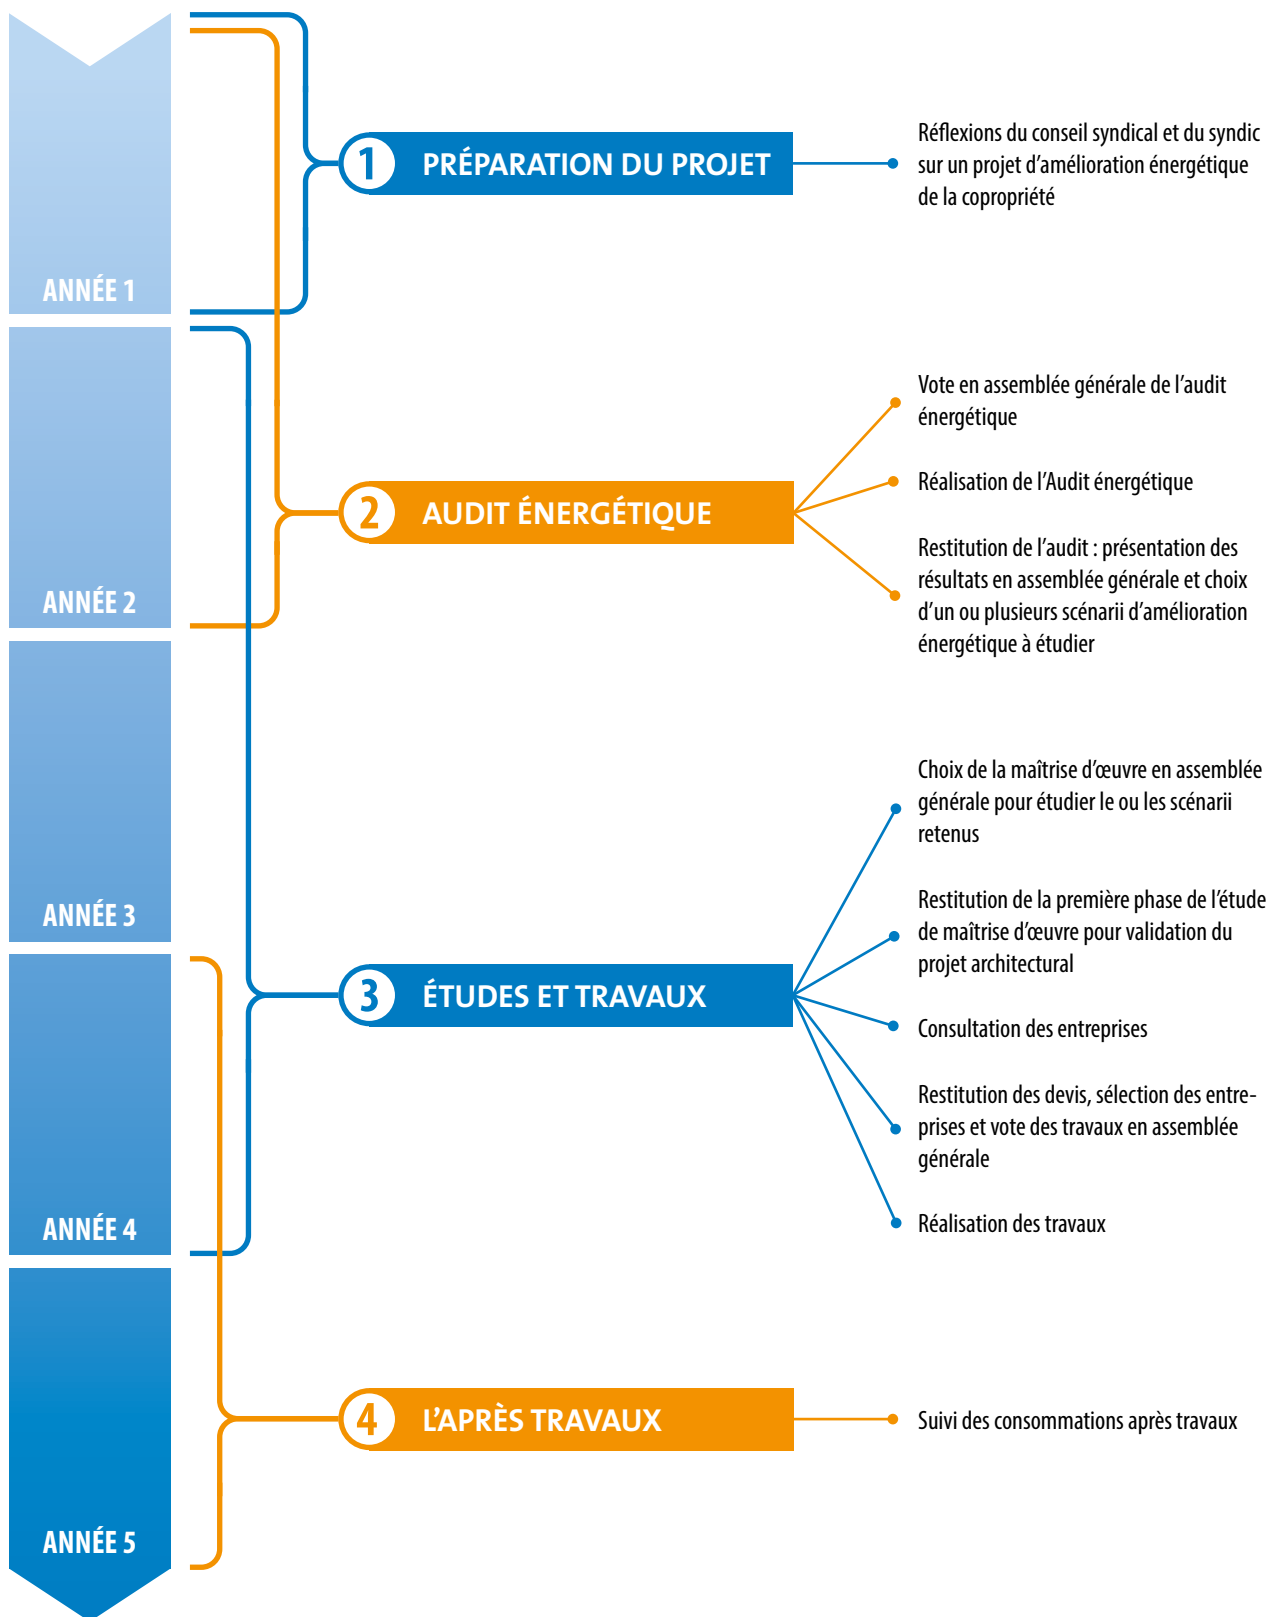 ANNÉE 1
1
PRÉPARATION DU PROJET
Réflexions du conseil syndical et du syndic
sur un projet d'amélioration énergétique
de la copropriété
ANNÉE 2
2
AUDIT ÉNERGÉTIQUE
Vote en assemblée générale de l'audit
énergétique
Réalisation de l'Audit énergétique
Restitution de l'audit : présentation des
résultats en assemblée générale et choix
d'un ou plusieurs scénarii d'amélioration
énergétique à étudier
ANNÉE 3
3
ÉTUDES ET TRAVAUX
Choix de la maîtrise d'œuvre en assemblée
générale pour étudier le ou les scénarii
retenus
Restitution de la première phase de l'étude
de maîtrise d'œuvre pour validation du
projet architectural
Consultation des entreprises
Restitution des devis, sélection des entre-
prises et vote des travaux en assemblée
générale
Réalisation des travaux
ANNÉE 4
4
L'APRÈS TRAVAUX
Suivi des consommations après travaux
ANNÉE 5